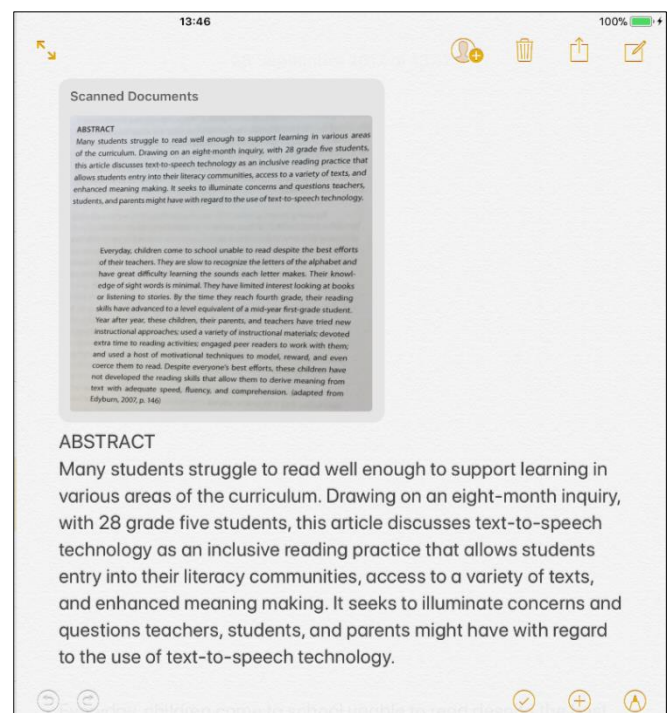 13:46
100%
Scanned Documents
ABSTRACT
Many students struggle to read well enough to support learning in various areas
of the curriculum. Drawing on an eight-month inquiry, with 28 grade five students,
this article discusses text-to-speech technology as an inclusive reading practice that
allows students entry into their literacy communities, access to a variety of texts, and
enhanced meaning making. It seeks to illuminate concerns and questions teachers,
students, and parents might have with regard to the use of text-to-speech technology.
Everyday, children come to school unable to read despite the best efforts
of their teachers. They are slow to recognize the letters of the alphabet and
have great difficulty learning the sounds each letter makes. Their knowl-
edge of sight words is minimal. They have limited interest looking at books
or listening to stories. By the time they reach fourth grade, their reading
skills have advanced to a level equivalent of a mid-year first-grade student.
Year after year, these children, their parents, and teachers have tried new
instructional approaches; used a variety of instructional materials; devoted
extra time to reading activities; engaged peer readers to work with them;
and used a host of motivational techniques to model, reward, and even
coerce them to read. Despite everyone's best efforts, these children have
not developed the reading skills that allow them to derive meaning from
text with adequate speed, fluency, and comprehension. (adapted from
Edyburn, 2007, p. 146)
ABSTRACT
Many students struggle to read well enough to support learning in
various areas of the curriculum. Drawing on an eight-month inquiry,
with 28 grade five students, this article discusses text-to-speech
technology as an inclusive reading practice that allows students
entry into their literacy communities, access to a variety of texts,
and enhanced meaning making. It seeks to illuminate concerns and
questions teachers, students, and parents might have with regard
to the use of text-to-speech technology.